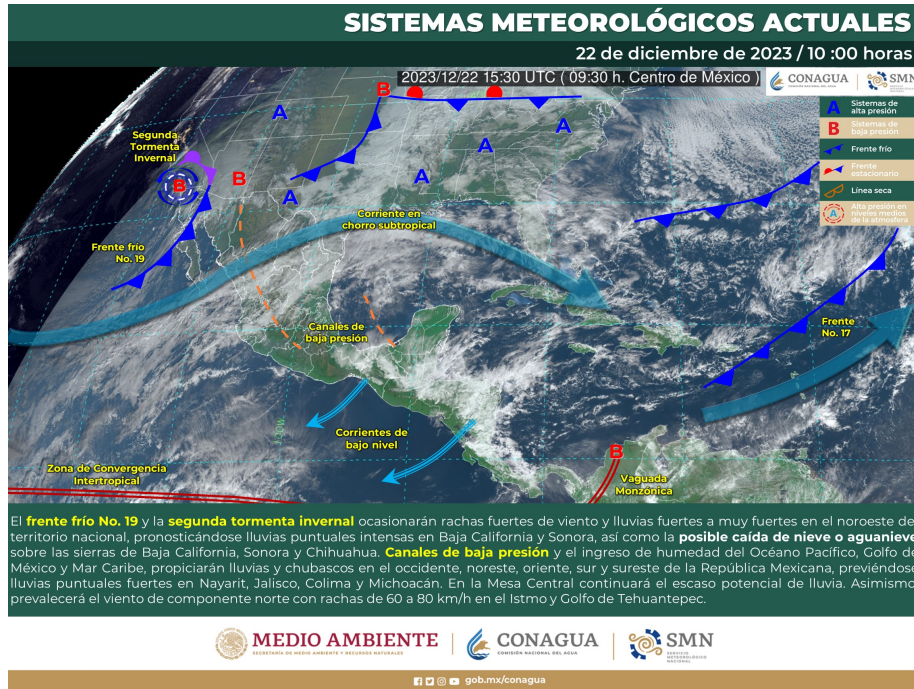 SISTEMAS METEOROLÓGICOS ACTUALES
22 de diciembre de 2023 / 10 :00 horas
2023/12/22 15:30 UTC ( 09:30 h. Centro de México )
CONAGUA
COMISIÓN NACIONAL DEL AGUA
SMN
A
Sistemas de
alta presión
B
Sistemas de
baja presión
Frente frío
Frente
estacionario
Línea seca
A
Alta presión en
niveles medios
de la atmosfera
B
A
A
A
A
A
B
B
Segunda
Tormenta
Invernal
Corriente en
chorro subtropical
Frente frío
No. 19
Canales de
baja presión
Frente
No. 17
Corrientes de
bajo nivel
B
Vaguada
Monzónica
Zona de Convergencia
Intertropical
El frente frío No. 19 y la segunda tormenta invernal ocasionarán rachas fuertes de viento y lluvias fuertes a muy fuertes en el noroeste de
territorio nacional, pronosticándose lluvias puntuales intensas en Baja California y Sonora, así como la posible caída de nieve o aguanieve
sobre las sierras de Baja California, Sonora y Chihuahua. Canales de baja presión y el ingreso de humedad del Océano Pacífico, Golfo de
México y Mar Caribe, propiciarán lluvias y chubascos en el occidente, noreste, oriente, sur y sureste de la República Mexicana, previéndose
lluvias puntuales fuertes en Nayarit, Jalisco, Colima y Michoacán. En la Mesa Central continuará el escaso potencial de lluvia. Asimismo
prevalecerá el viento de componente norte con rachas de 60 a 80 km/h en el Istmo y Golfo de Tehuantepec.
MEDIO AMBIENTE
SECRETARÍA DE MEDIO AMBIENTE Y RECURSOS NATURALES
CONAGUA
COMISIÓN NACIONAL DEL AGUA
SMN
SERVICIO
METEOROLÓGICO
NACIONAL
gob.mx/conagua